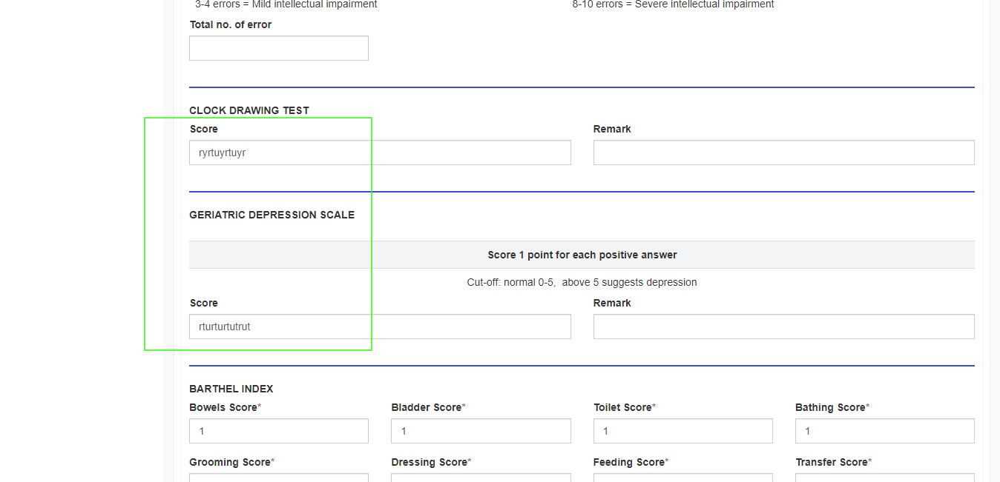 3-4 errors = Mild intellectual impairment 8-10 errors = Severe intellectual impairment
Total no. of error
CLOCK DRAWING TEST
Score Remark
ryrtuyrtuyr
GERIATRIC DEPRESSION SCALE
Score 1 point for each positive answer
Cut-off: normal 0-5, above 5 suggests depression
Score Remark
rturturtutrut
BARTHEL INDEX
Bowels Score* Bladder Score* Toilet Score* Bathing Score*
1 1 1 1
Grooming Score* Dressing Score* Feeding Score* Transfer Score*